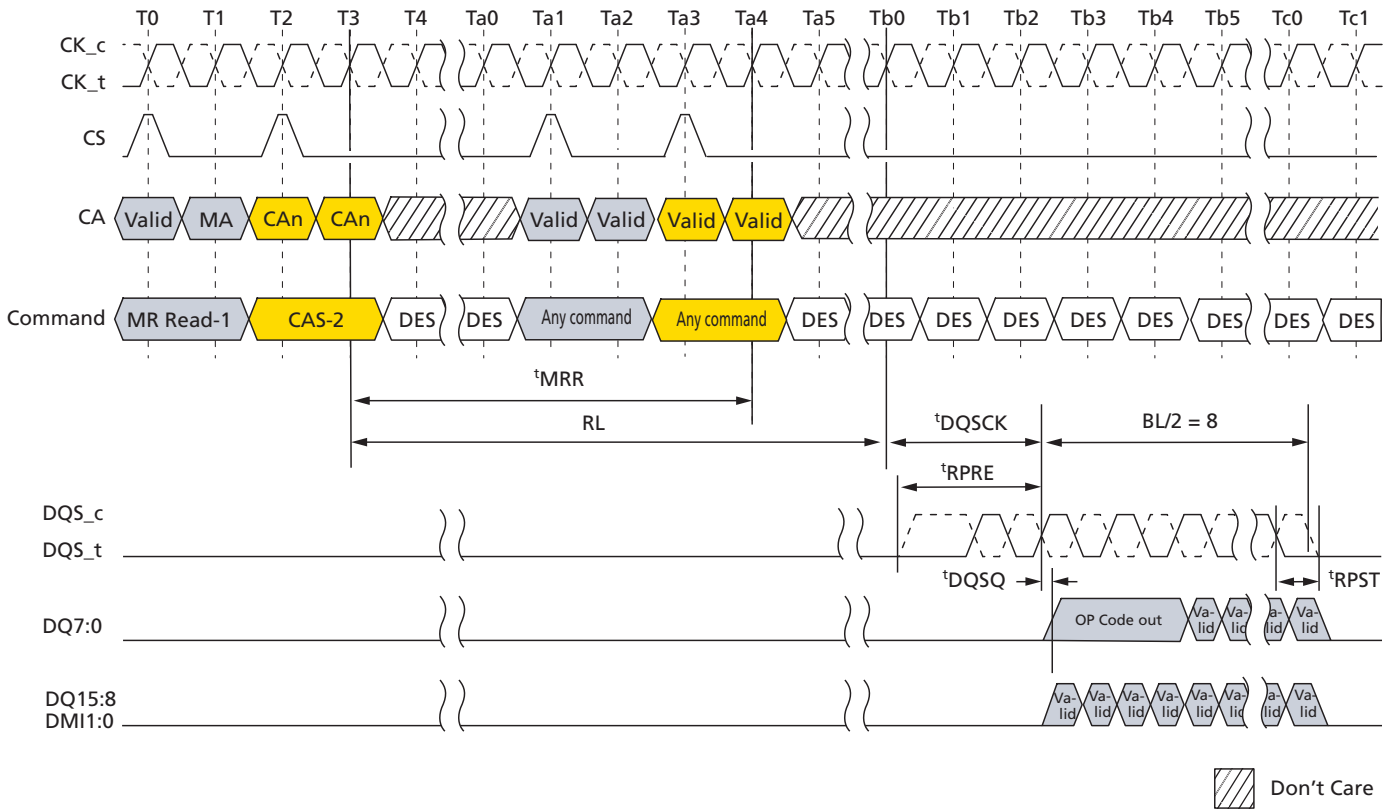 T0 T1 T2 T3 T4 Ta0 Ta1 Ta2 Ta3 Ta4 Ta5 Tb0 Tb1 Tb2 Tb3 Tb4 Tb5 Tc0 Tc1
CK_c
CK_t
CS
CA Valid MA CAn CAn Valid Valid Valid Valid
Command MR Read-1 CAS-2 DES DES Any command Any command DES DES DES DES DES DES DES DES DES
tMRR
RL tDQSCK BL/2 = 8
tRPRE
DQS_c
DQS_t
tDQSQ tRPST
DQ7:0 OP Code out Va-lid Va-lid a-lid Va-lid
DQ15:8
DMI1:0 Va-lid Va-lid Va-lid Va-lid Va-lid Va- a-lid Va-lid
Don't Care